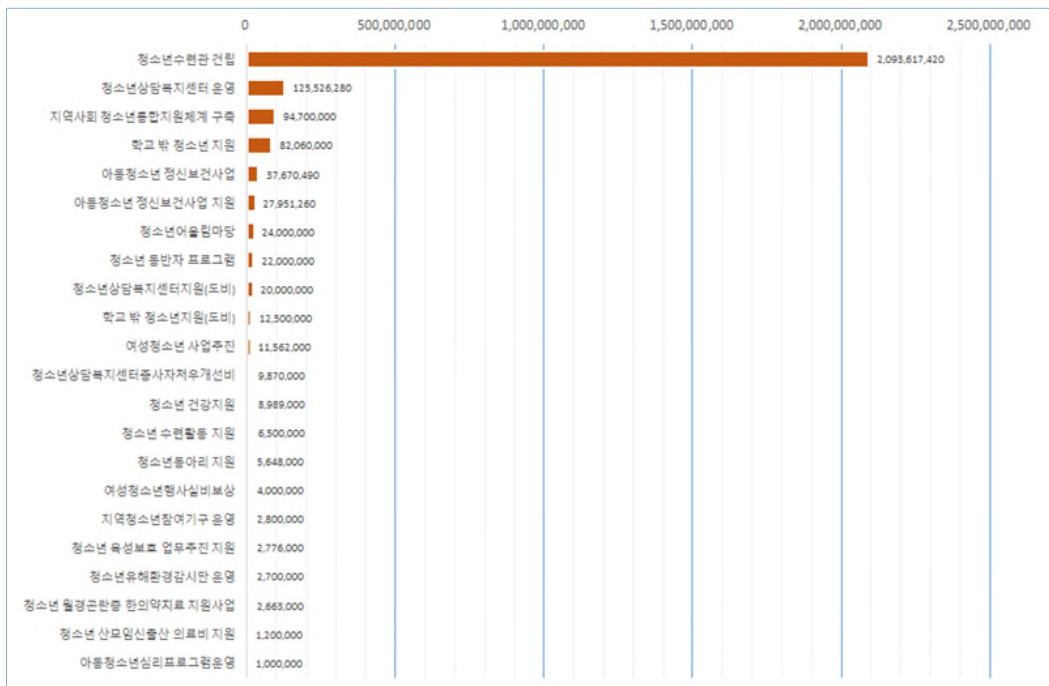 0 500,000,000 1,000,000,000 1,500,000,000 2,000,000,000 2,500,000,000
청소년수련관 건립 2,093,617,420
청소년상담복지센터 운영 125,526,280
지역사회 청소년통합지원체계 구축 94,700,000
학교 밖 청소년 지원 82,060,000
아동청소년 정신보건사업 37,670,490
아동청소년 정신보건사업 지원 27,951,260
청소년어울림마당 24,000,000
청소년 동반자 프로그램 22,000,000
청소년상담복지센터지원(도비) 20,000,000
학교 밖 청소년지원(도비) 12,500,000
여성청소년 사업추진 11,562,000
청소년상담복지센터종사자처우개선비 9,870,000
청소년 건강지원 8,989,000
청소년 수련활동 지원 6,500,000
청소년동아리 지원 5,648,000
여성청소년행사실비보상 4,000,000
지역청소년참여기구 운영 2,800,000
청소년 육성보호 업무추진 지원 2,776,000
청소년유해환경감시단 운영 2,700,000
청소년 월경곤란증 한의약치료 지원사업 2,663,000
청소년 산모임신출산 의료비 지원 1,200,000
아동청소년심리프로그램운영 1,000,000